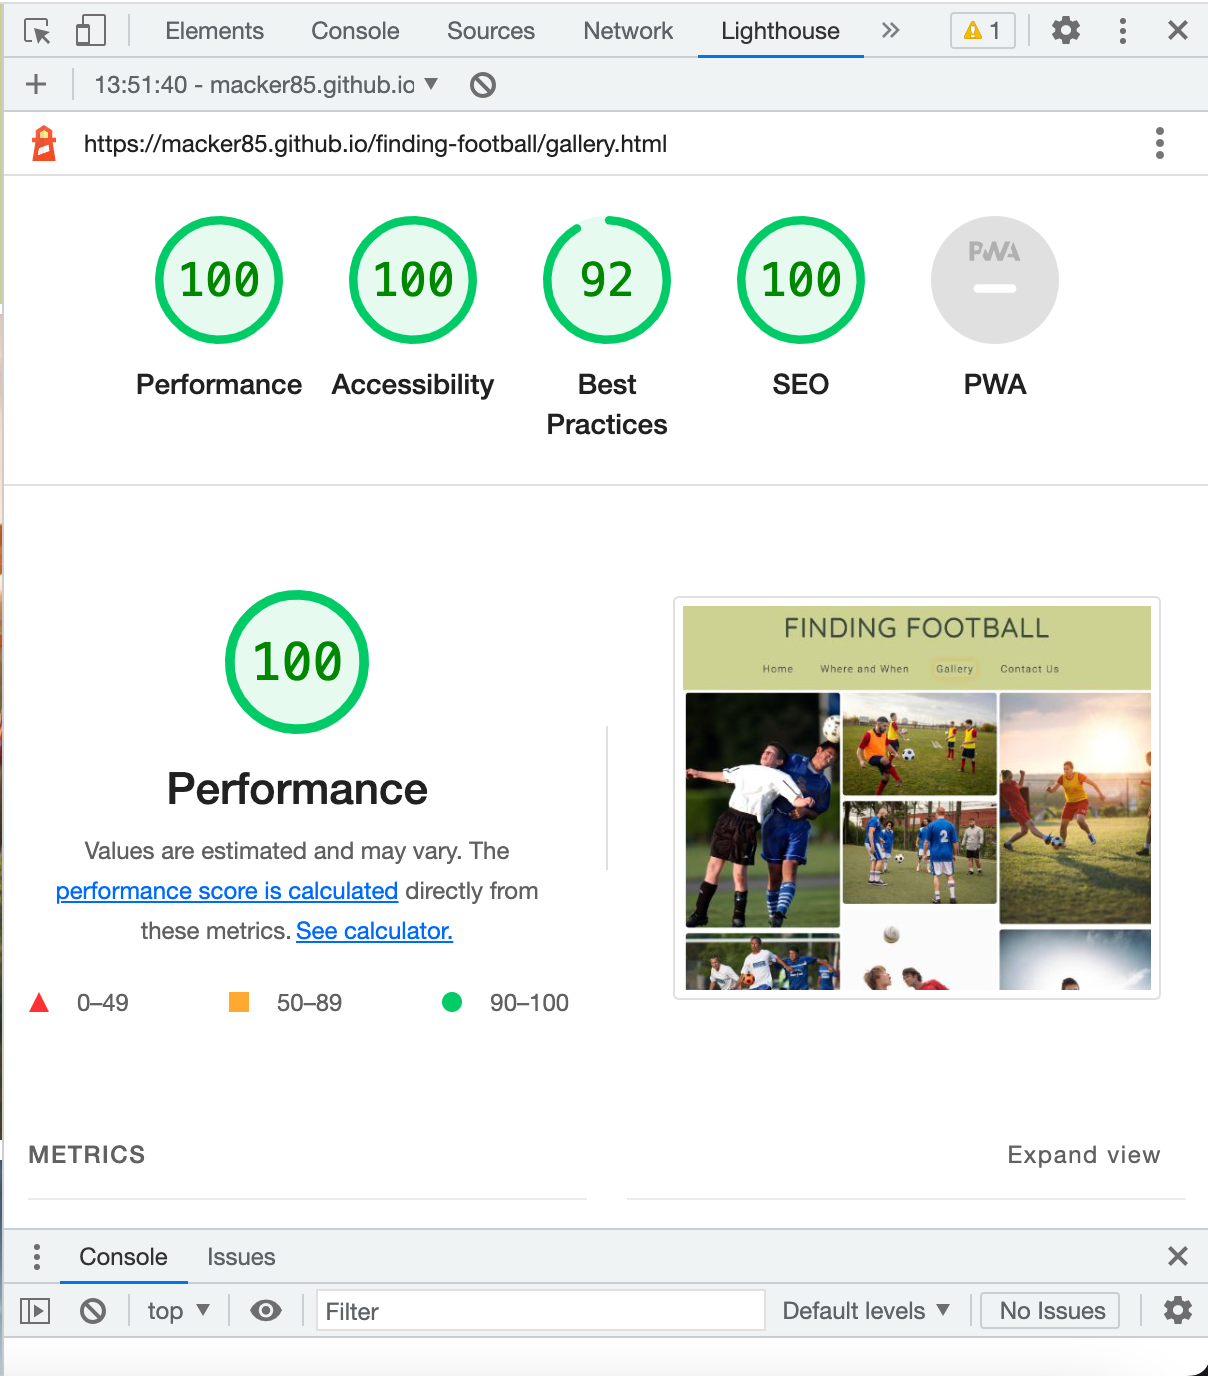 Elements Console Sources Network Lighthouse 1
13:51:40 - macker85.github.io
https://macker85.github.io/finding-football/gallery.html
100 100 92 100 PWA
Performance Accessibility Best Practices SEO PWA
100
Performance
Values are estimated and may vary. The
performance score is calculated directly from
these metrics. See calculator.
0–49 50–89 90–100
FINDING FOOTBALL
Home Where and When Gallery Contact Us
2
METRICS Expand view
Console Issues
top Filter Default levels No Issues